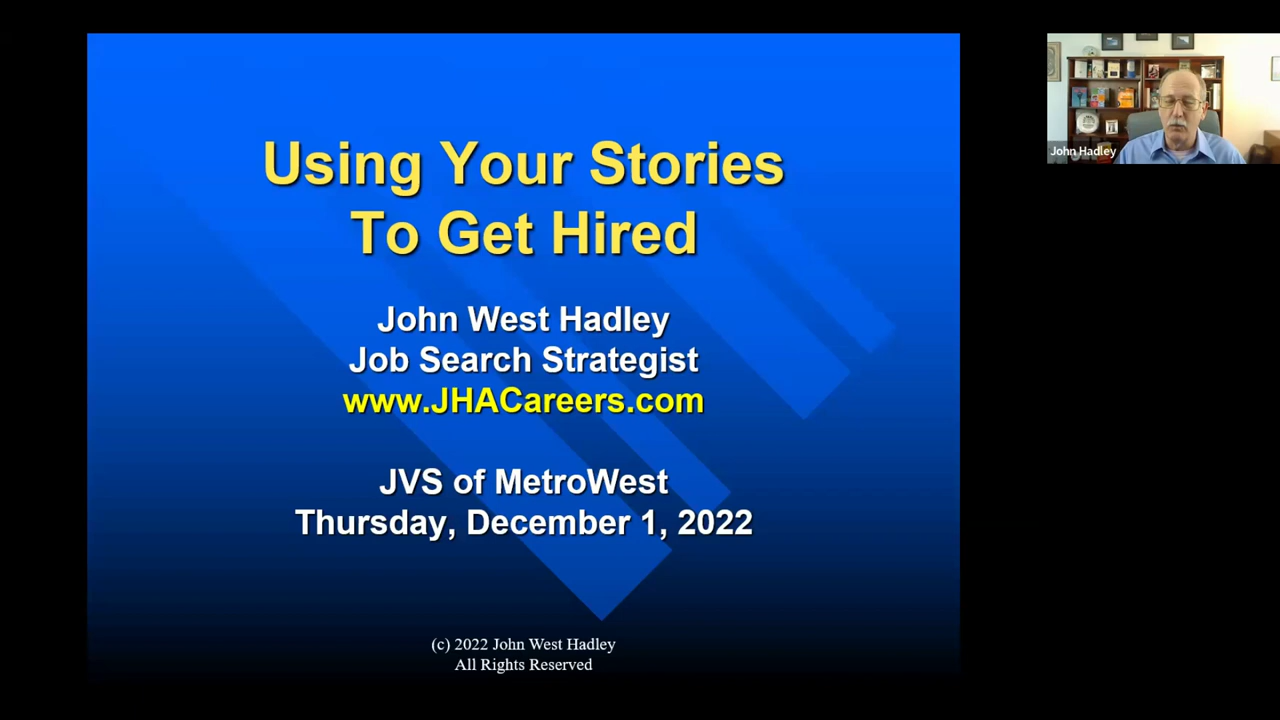 Using Your Stories
To Get Hired
John West Hadley
Job Search Strategist
www.JHACareers.com
JVS of MetroWest
Thursday, December 1, 2022
(c) 2022 John West Hadley
All Rights Reserved
John Hadley